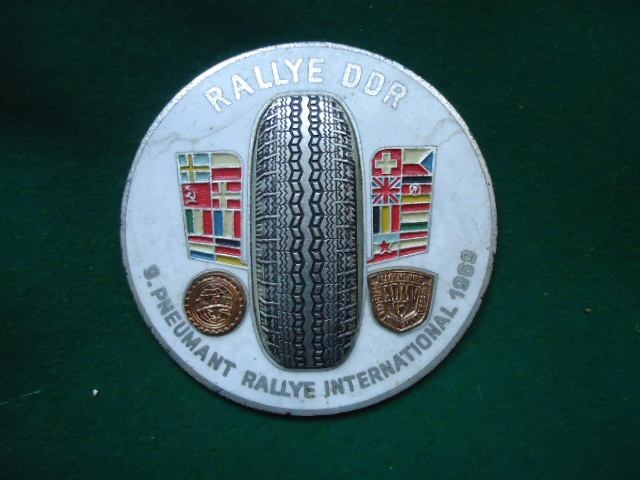 RALLYE DDR
9. PNEUMANT RALLYE INTERNATIONAL 1969